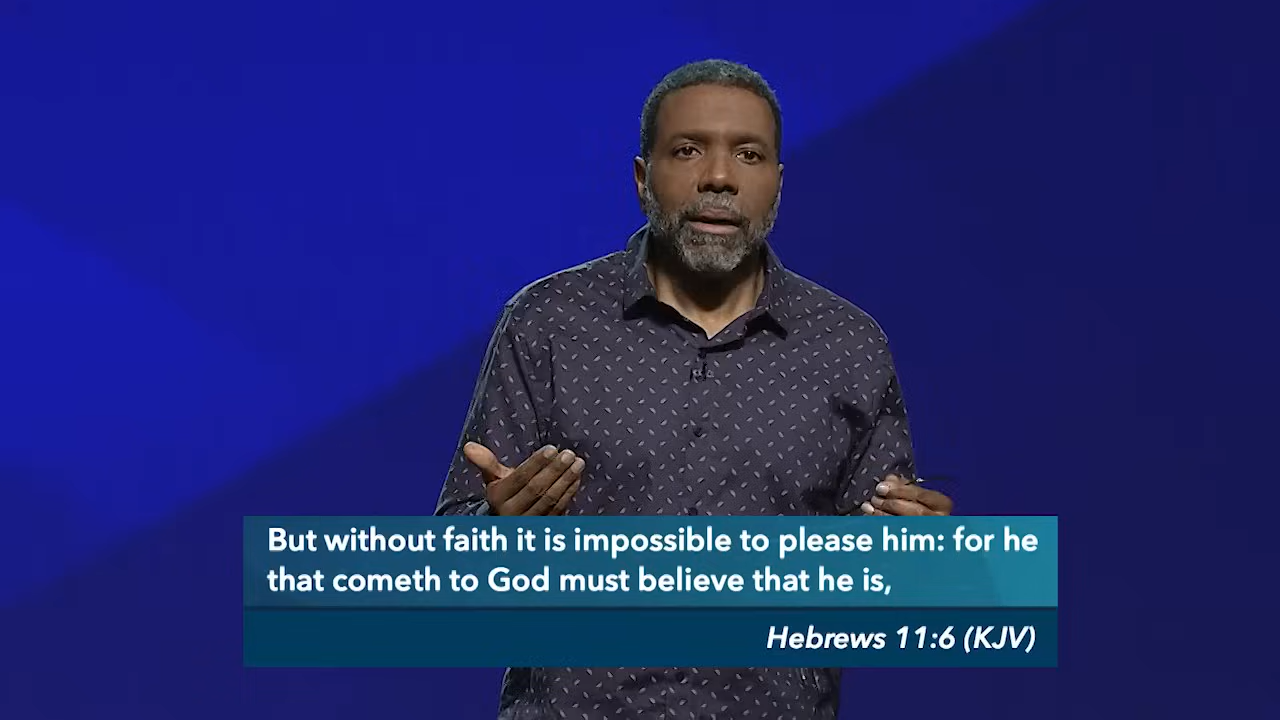 But without faith it is impossible to please him: for he
that cometh to God must believe that he is,
Hebrews 11:6 (KJV)